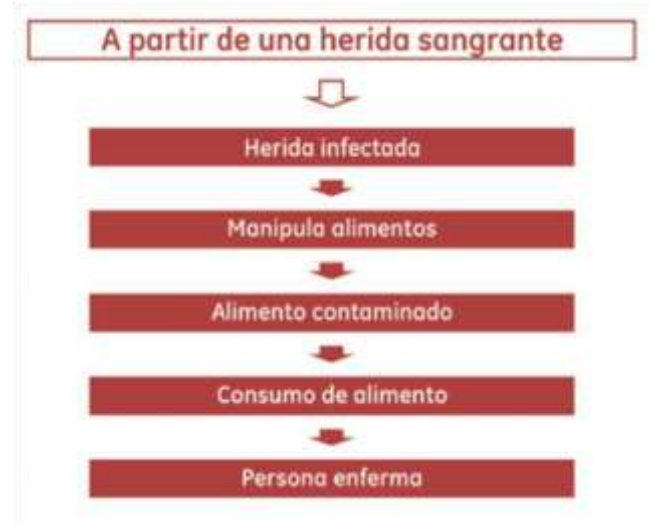 A partir de una herida sangrante
Herida infectada
Manipula alimentos
Alimento contaminado
Consumo de alimento
Persona enferma